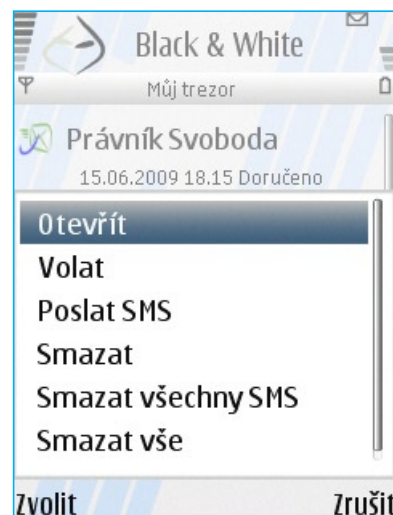 Black & White
Můj trezor
Právník Svoboda
15.06.2009 18.15 Doručeno
Otevřít
Volat
Poslat SMS
Smazat
Smazat všechny SMS
Smazat vše
Zvolit
Zrušit